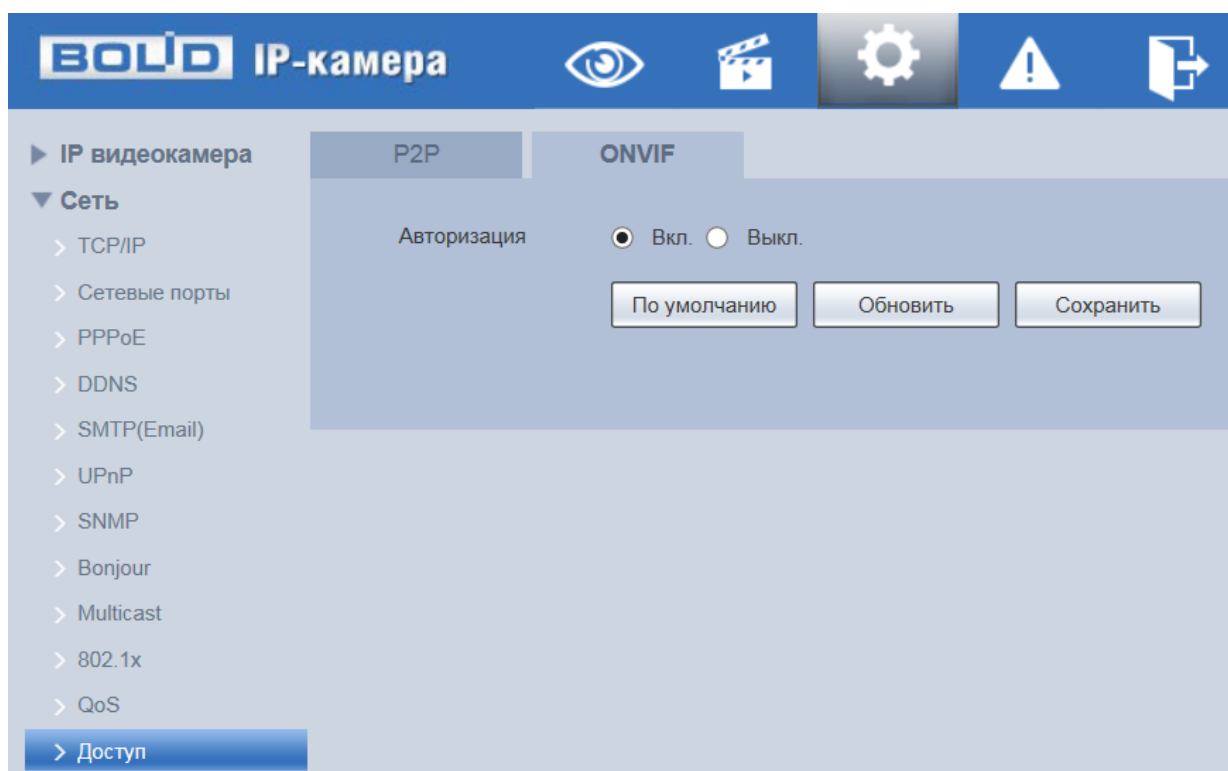 BOLID IP-камера
IP видеокамера
Сеть
TCP/IP
Сетевые порты
PPPoE
DDNS
SMTP(Email)
UPnP
SNMP
Bonjour
Multicast
802.1x
QoS
Доступ
P2P ONVIF
Авторизация Вкл. Выкл.
По умолчанию Обновить Сохранить